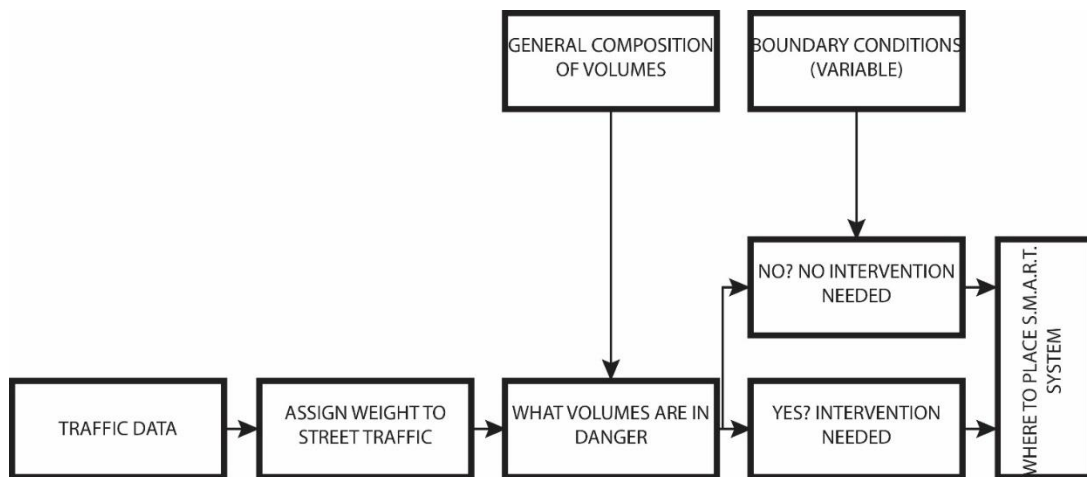 GENERAL COMPOSITION
OF VOLUMES
BOUNDARY CONDITIONS
(VARIABLE)
NO? NO INTERVENTION
NEEDED
TRAFFIC DATA
ASSIGN WEIGHT TO
STREET TRAFFIC
WHAT VOLUMES ARE IN
DANGER
YES? INTERVENTION
NEEDED
WHERE TO PLACE S.M.A.R.T.
SYSTEM